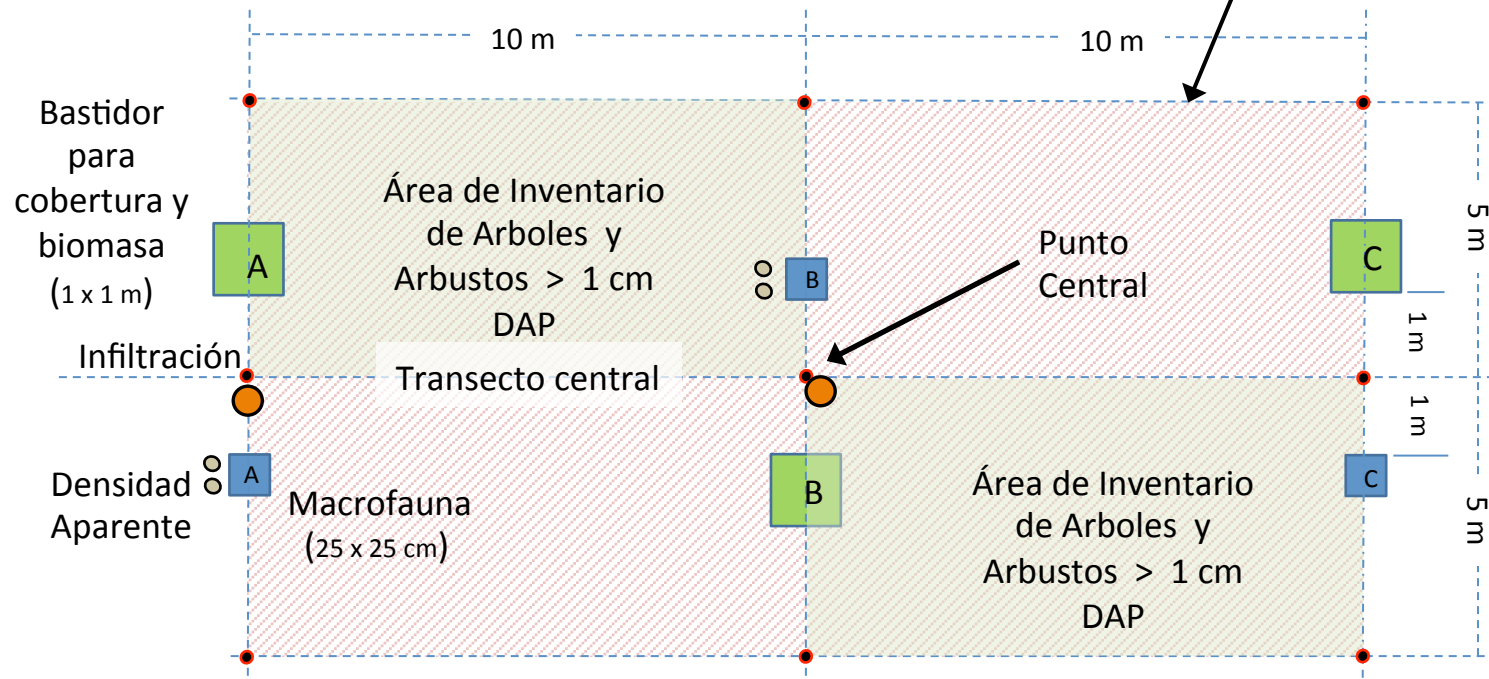 10 m
10 m
Bastidor
para
cobertura y
biomasa
(1 x 1 m)
A
Área de Inventario
de Arboles y
Arbustos > 1 cm
DAP
B
Punto
Central
C
5 m
1 m
Infiltración
Transecto central
1 m
Densidad
Aparente
A
Macrofauna
(25 x 25 cm)
B
Área de Inventario
de Arboles y
Arbustos > 1 cm
DAP
C
5 m